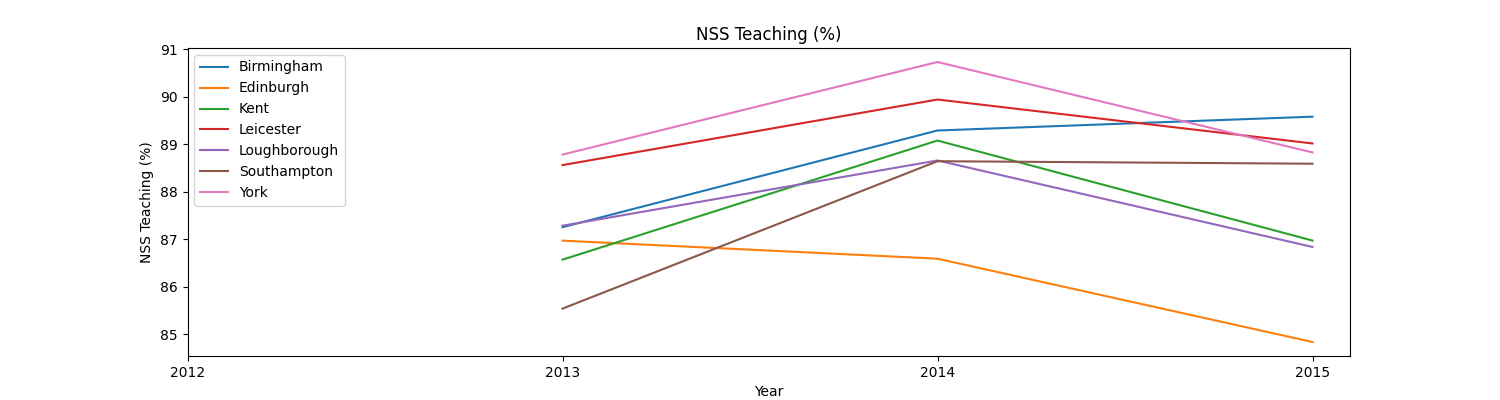 NSS Teaching (%)
91
90
89
88
87
86
85
NSS Teaching (%)
Birmingham
Edinburgh
Kent
Leicester
Loughborough
Southampton
York
2012 2013 2014 2015
Year